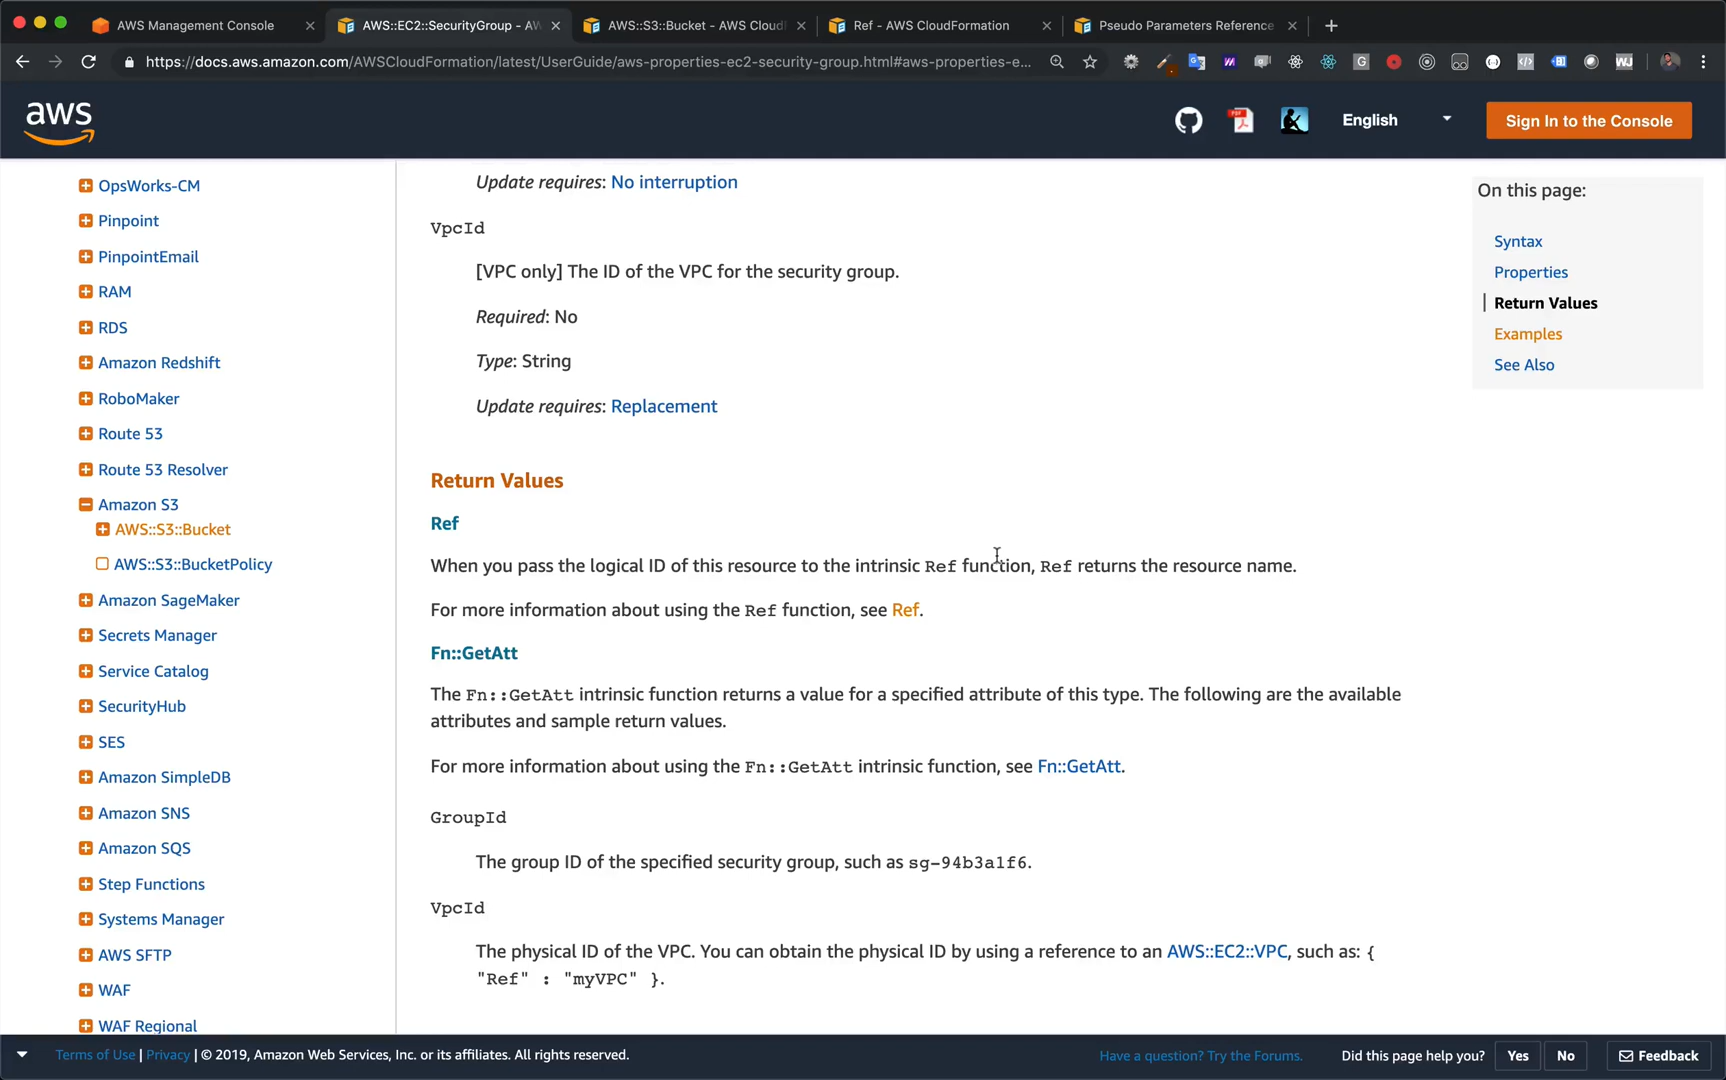 AWS Management Console
AWS::EC2::SecurityGroup - AW
AWS::S3::Bucket - AWS Cloud
Ref - AWS CloudFormation
Pseudo Parameters Reference
https://docs.aws.amazon.com/AWSCloudFormation/latest/UserGuide/aws-properties-ec2-security-group.html#aws-properties-e...
aws
English
Sign In to the Console
OpsWorks-CM
Pinpoint
PinpointEmail
RAM
RDS
Amazon Redshift
RoboMaker
Route 53
Route 53 Resolver
Amazon S3
AWS::S3::Bucket
AWS::S3::BucketPolicy
Amazon SageMaker
Secrets Manager
Service Catalog
SecurityHub
SES
Amazon SimpleDB
Amazon SNS
Amazon SQS
Step Functions
Systems Manager
AWS SFTP
WAF
WAF Regional
Update requires: No interruption
VpcId
[VPC only] The ID of the VPC for the security group.
Required: No
Type: String
Update requires: Replacement
Return Values
Ref
When you pass the logical ID of this resource to the intrinsic Ref function, Ref returns the resource name.
For more information about using the Ref function, see Ref.
Fn::GetAtt
The Fn::GetAtt intrinsic function returns a value for a specified attribute of this type. The following are the available
attributes and sample return values.
For more information about using the Fn::GetAtt intrinsic function, see Fn::GetAtt.
GroupId
The group ID of the specified security group, such as sg-94b3a1f6.
VpcId
The physical ID of the VPC. You can obtain the physical ID by using a reference to an AWS::EC2::VPC, such as: {
"Ref" : "myVPC" }.
On this page:
Syntax
Properties
Return Values
Examples
See Also
Terms of Use | Privacy | © 2019, Amazon Web Services, Inc. or its affiliates. All rights reserved.
Have a question? Try the Forums.
Did this page help you?
Yes
No
Feedback